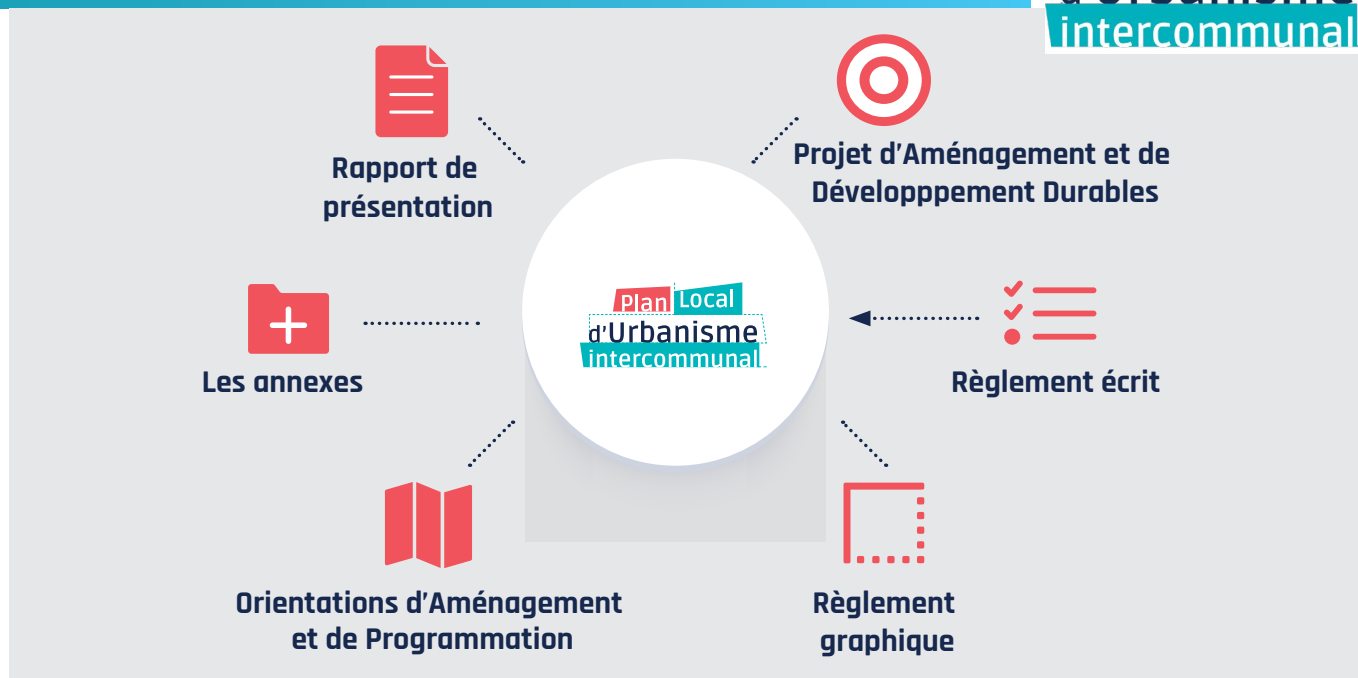 d'Urbanisme
intercommunal
Rapport de
présentation
Projet d'Aménagement et de
Développpement Durables
Plan Local
d'Urbanisme
intercommunal
Les annexes
Règlement écrit
Orientations d'Aménagement
et de Programmation
Règlement
graphique